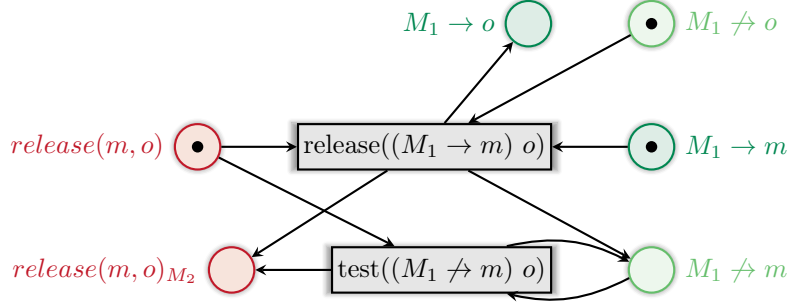 M₁ → o
M₁ ↛ o
release(m, o)
release((M₁ → m) o)
M₁ → m
release(m, o)_{M₂}
test((M₁ ↛ m) o)
M₁ ↛ m